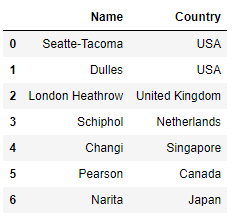 Name Country
0 Seatte-Tacoma USA
1 Dulles USA
2 London Heathrow United Kingdom
3 Schiphol Netherlands
4 Changi Singapore
5 Pearson Canada
6 Narita Japan